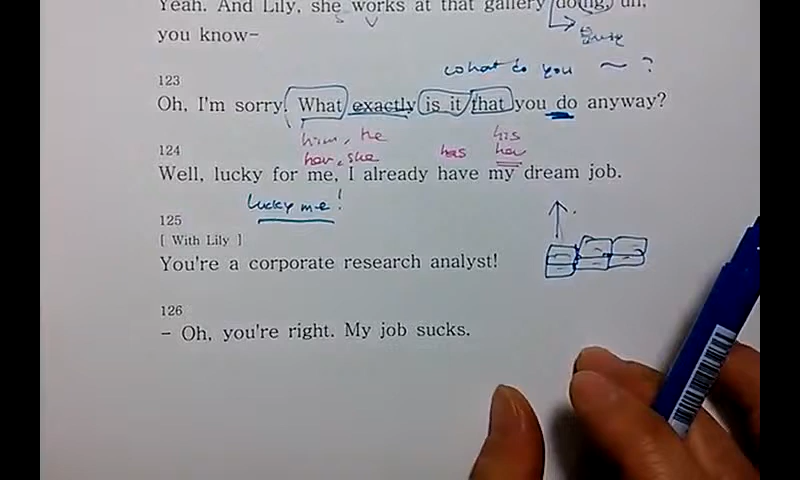 Yeah. And Lily, she works at that gallery doing, uh,
s
you know-
what do you ~ ?
123
Oh, I'm sorry. What exactly is it that you do anyway?
him, he his
her, she has her
124
Well, lucky for me, I already have my dream job.
lucky me!
125
[ With Lily ]
You're a corporate research analyst!
126
- Oh, you're right. My job sucks.